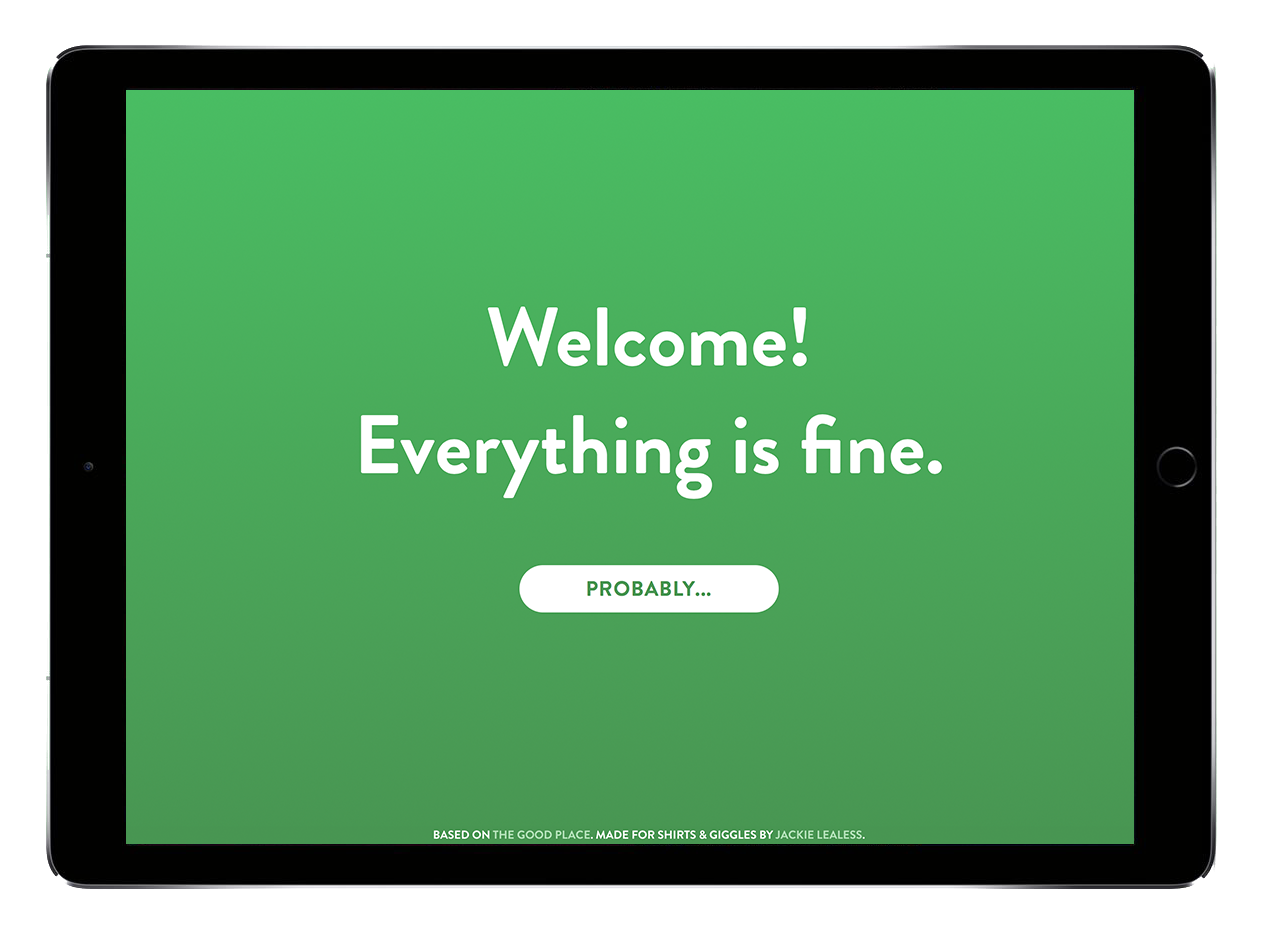 Welcome!
Everything is fine.
PROBABLY...
BASED ON THE GOOD PLACE. MADE FOR SHIRTS & GIGGLES BY JACKIE LEALESS.